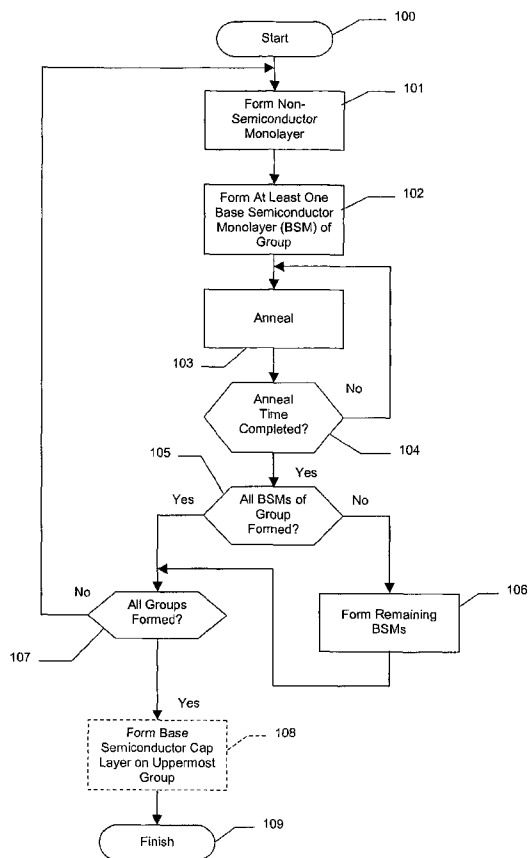 100
Start
101
Form Non-
Semiconductor
Monolayer
102
Form At Least One
Base Semiconductor
Monolayer (BSM) of
Group
Anneal
103
No
Anneal
Time
Completed?
104
105
Yes
Yes
All BSMs of
Group
Formed?
No
No
All Groups
Formed?
107
106
Form Remaining
BSMs
Yes
108
Form Base
Semiconductor Cap
Layer on Uppermost
Group
109
Finish